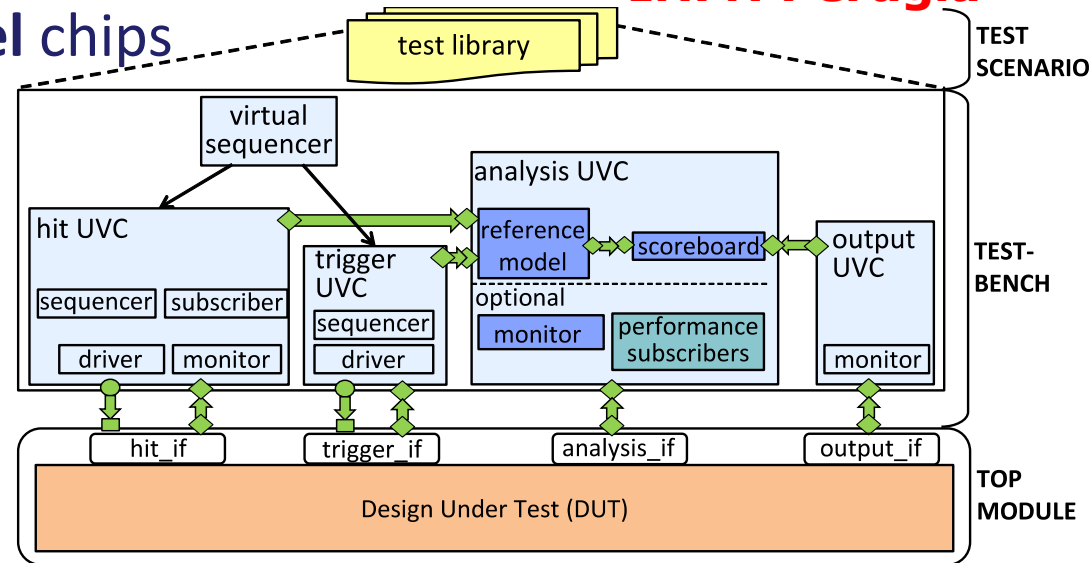 chips
test library
TEST
SCENARIO
virtual
sequencer
analysis UVC
hit UVC
reference
model
scoreboard
output
UVC
trigger
UVC
TEST-
BENCH
optional
sequencer
subscriber
sequencer
monitor
performance
subscribers
driver
monitor
driver
monitor
hit_if
trigger_if
analysis_if
output_if
TOP
MODULE
Design Under Test (DUT)